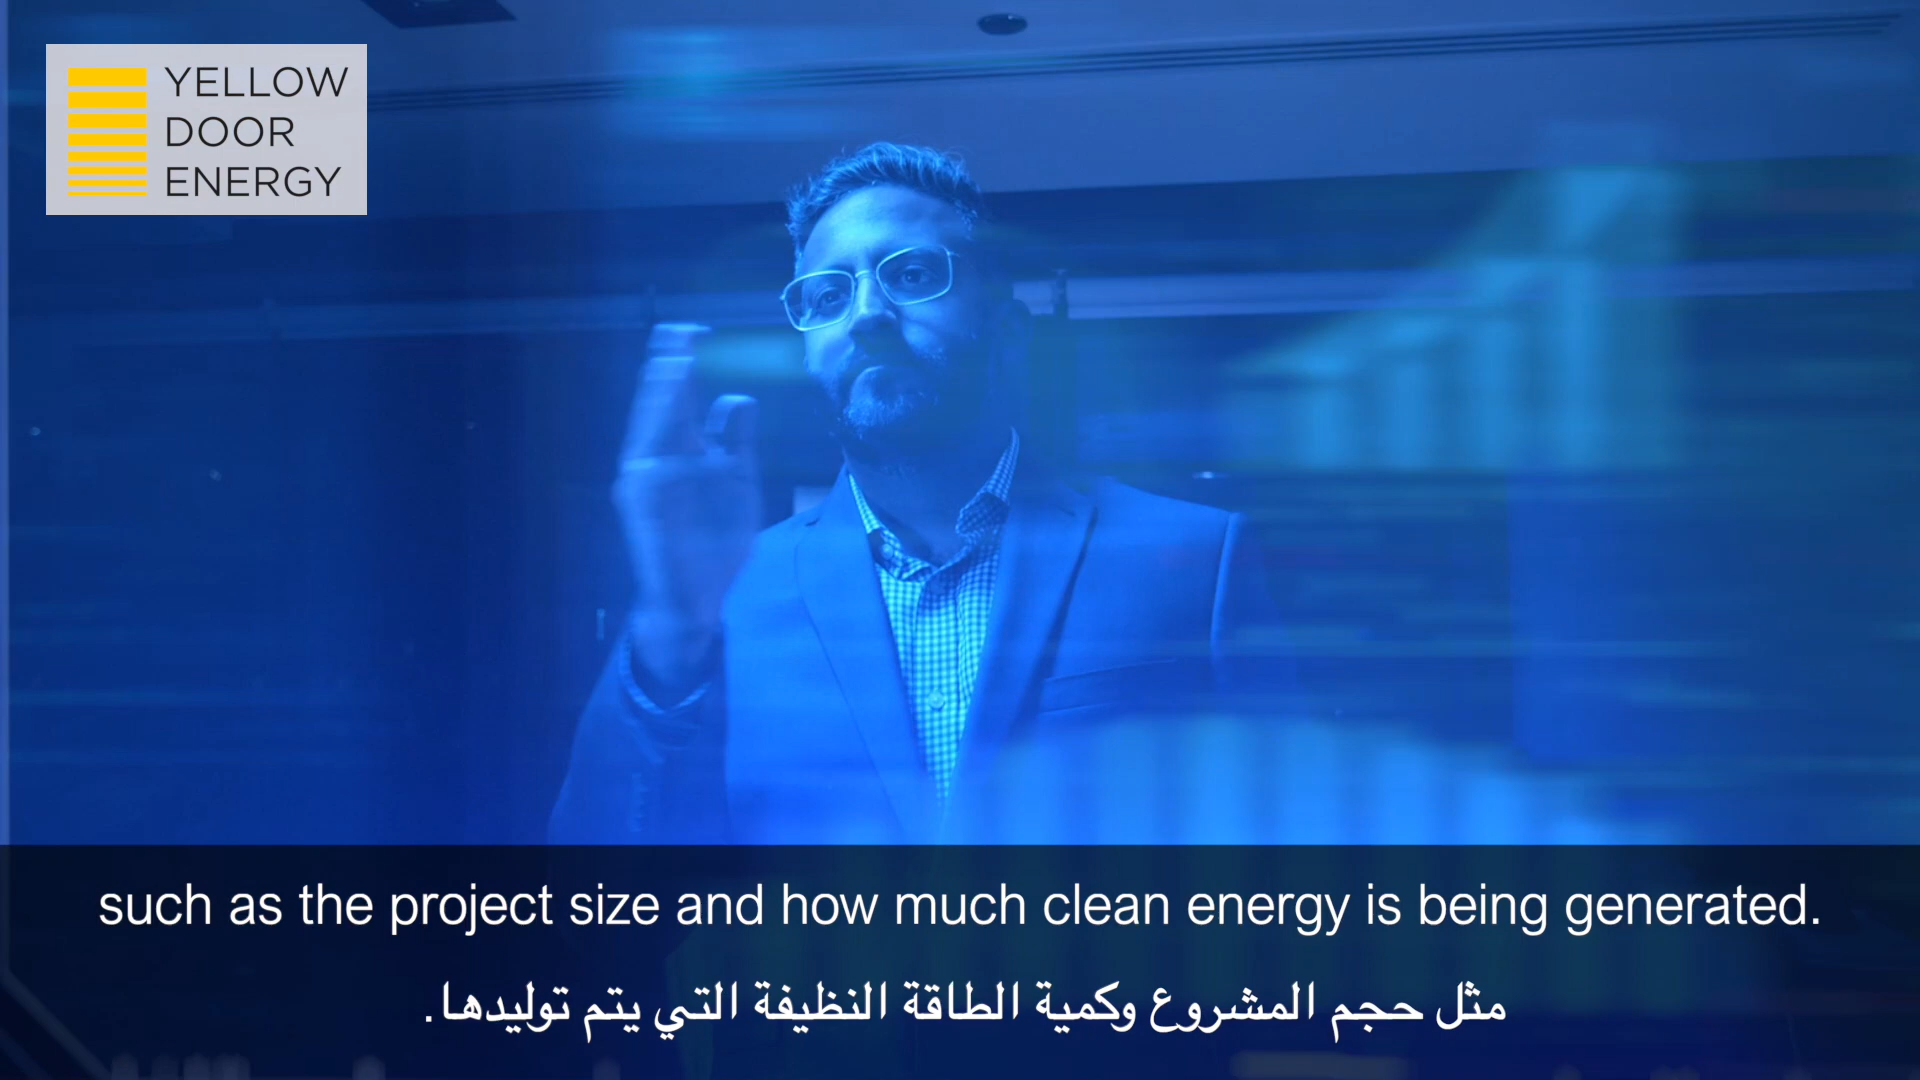 YELLOW
DOOR
ENERGY
such as the project size and how much clean energy is being generated.
مثل حجم المشروع وكمية الطاقة النظيفة التي يتم توليدها.